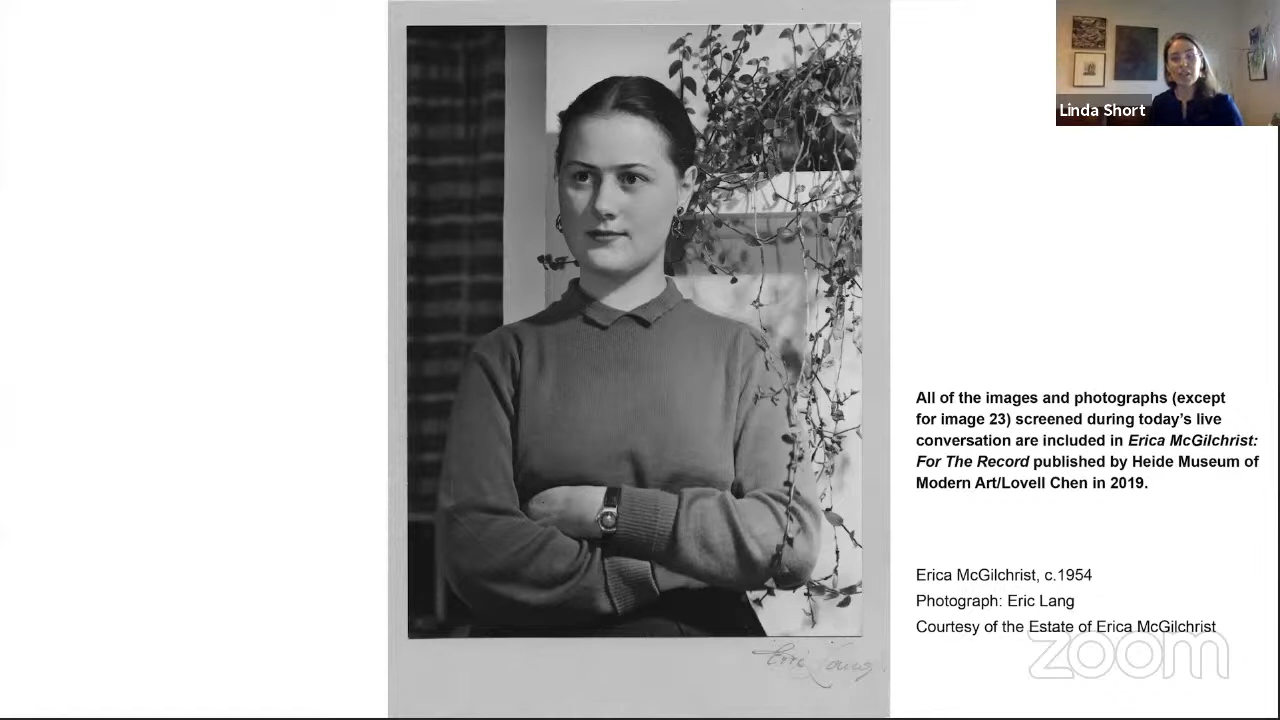 Linda Short
All of the images and photographs (except
for image 23) screened during today's live
conversation are included in Erica McGilchrist:
For The Record published by Heide Museum of
Modern Art/Lovell Chen in 2019.
Erica McGilchrist, c.1954
Photograph: Eric Lang
Courtesy of the Estate of Erica McGilchrist
zoom